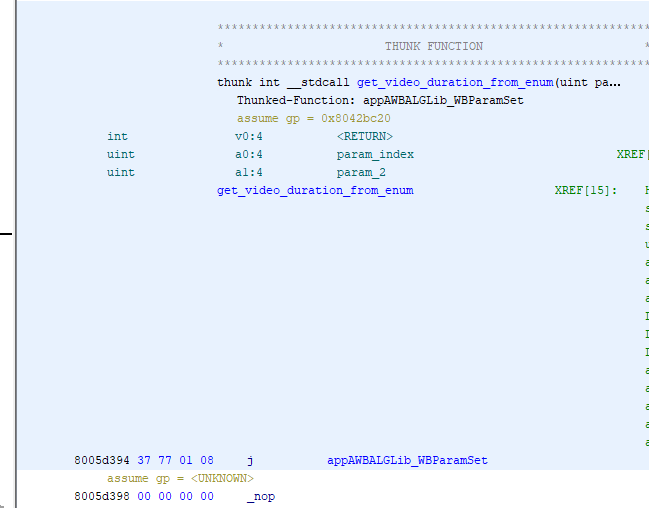 ************************************************************
* THUNK FUNCTION *
************************************************************
thunk int __stdcall get_video_duration_from_enum(uint pa...
Thunked-Function: appAWBALGLib_WBParamSet
assume gp = 0x8042bc20
int v0:4 <RETURN>
uint a0:4 param_index XREF[
uint a1:4 param_2
get_video_duration_from_enum XREF[15]:
8005d394 37 77 01 08 j appAWBALGLib_WBParamSet
assume gp = <UNKNOWN>
8005d398 00 00 00 00 _nop